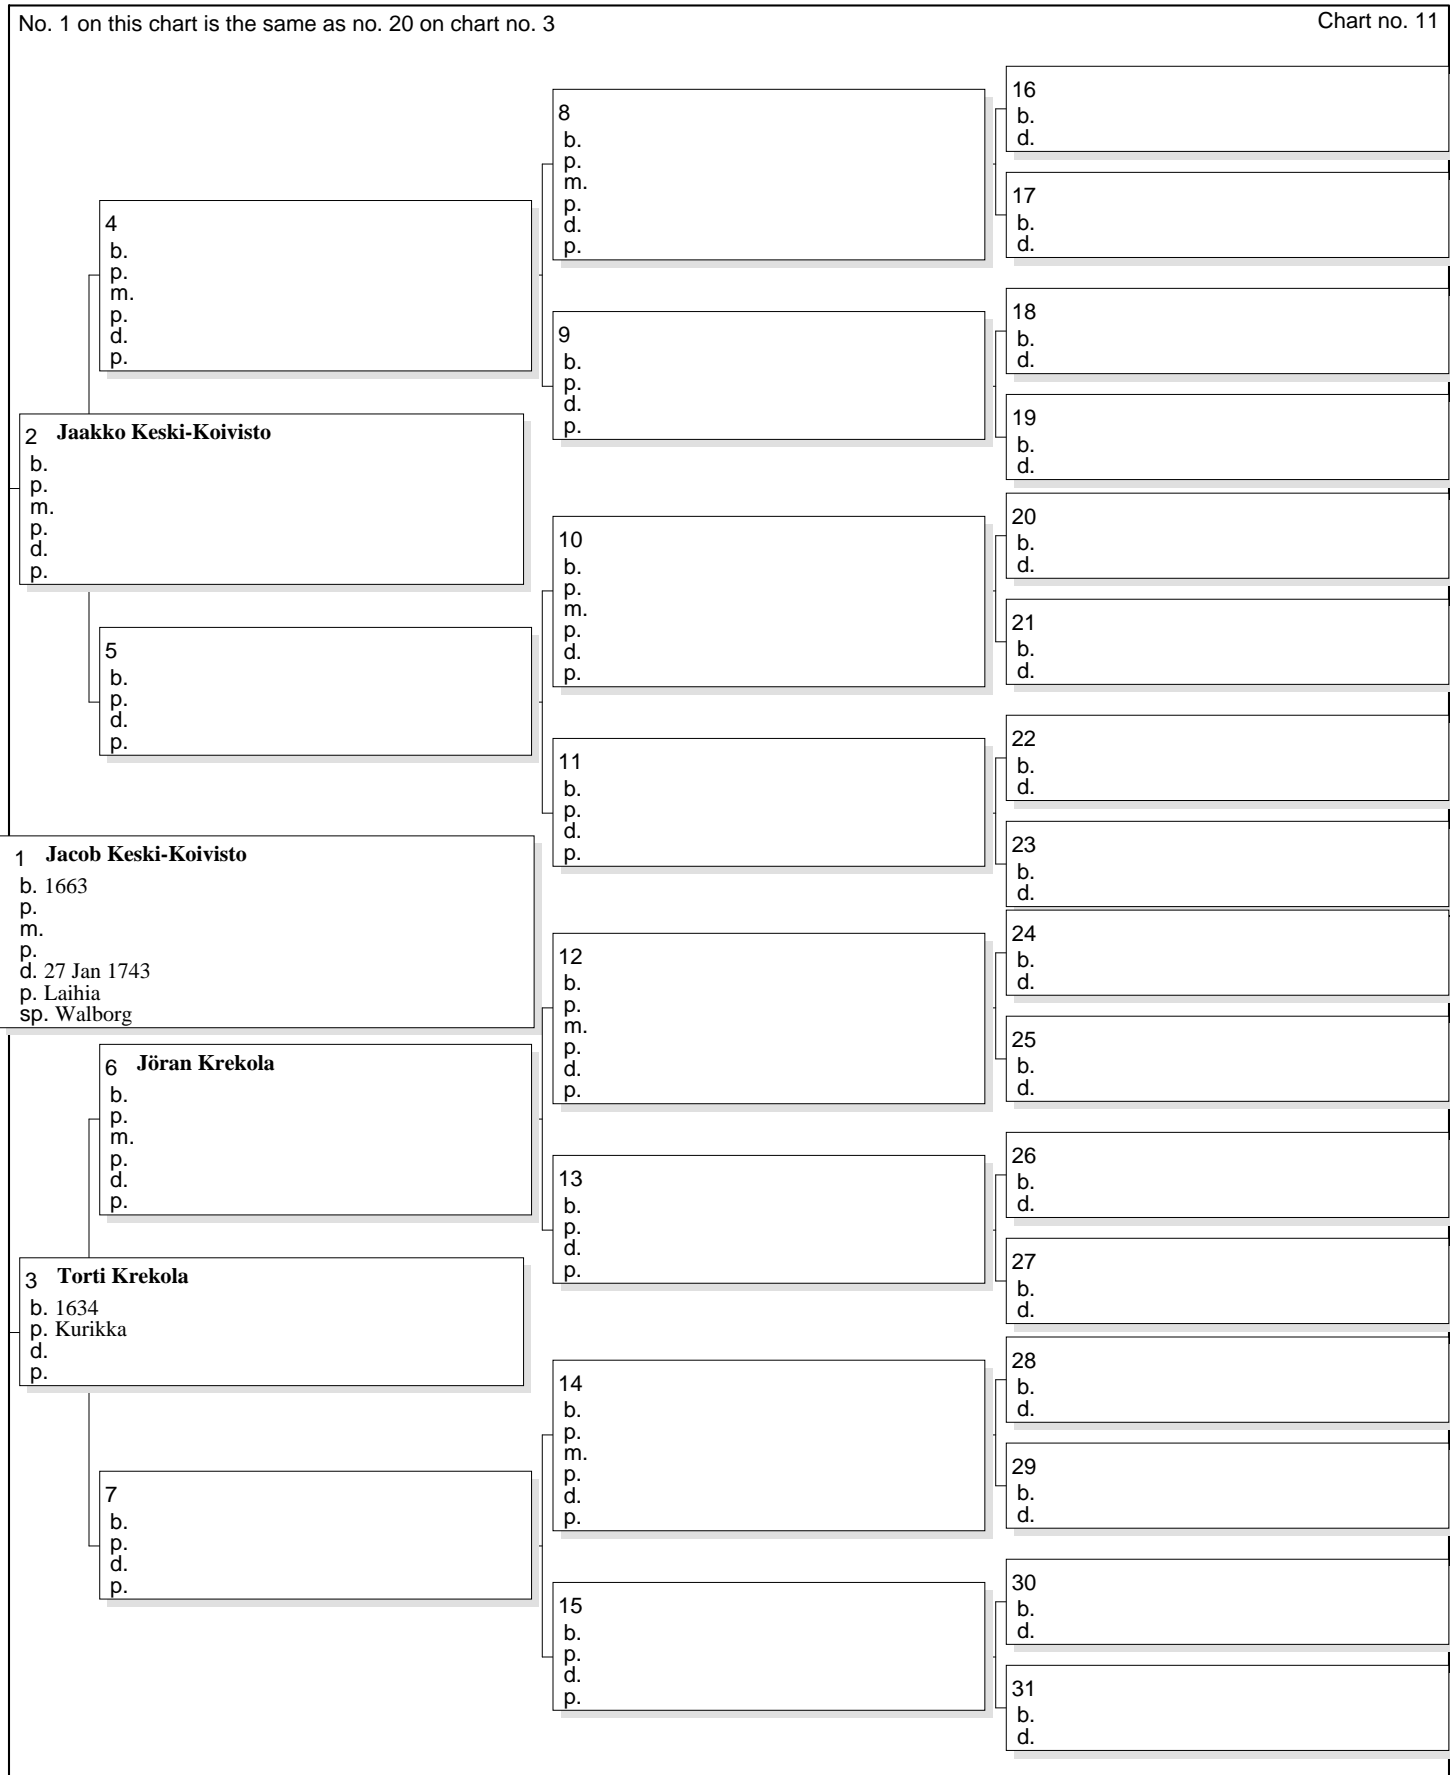 No. 1 on this chart is the same as no. 20 on chart no. 3
Chart no. 11
16
b.
d.
8
b.
p.
m.
p.
d.
p.
17
b.
d.
4
b.
p.
m.
p.
d.
p.
18
b.
d.
9
b.
p.
d.
p.
19
b.
d.
2 Jaakko Keski-Koivisto
b.
p.
m.
p.
d.
p.
20
b.
d.
10
b.
p.
m.
p.
d.
p.
21
b.
d.
5
b.
p.
d.
p.
22
b.
d.
11
b.
p.
d.
p.
23
b.
d.
1 Jacob Keski-Koivisto
b. 1663
p.
m.
p.
d. 27 Jan 1743
p. Laihia
sp. Walborg
24
b.
d.
12
b.
p.
m.
p.
d.
p.
25
b.
d.
6 Jöran Krekola
b.
p.
m.
p.
d.
p.
26
b.
d.
13
b.
p.
d.
p.
27
b.
d.
3 Torti Krekola
b. 1634
p. Kurikka
d.
p.
28
b.
d.
14
b.
p.
m.
p.
d.
p.
29
b.
d.
7
b.
p.
d.
p.
30
b.
d.
15
b.
p.
d.
p.
31
b.
d.